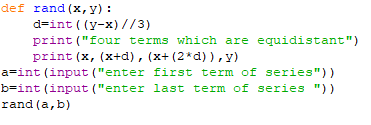 def rand(x,y):
    d=int((y-x)//3)
    print("four terms which are equidistant")
    print(x,(x+d),(x+(2*d)),y)
a=int(input("enter first term of series"))
b=int(input("enter last term of series "))
rand(a,b)